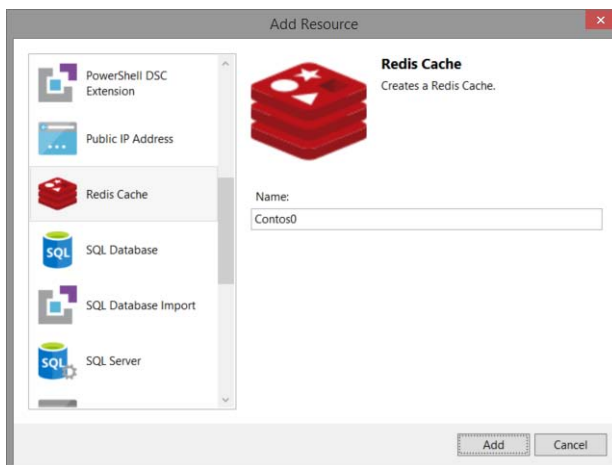 Add Resource
PowerShell DSC
Extension
Public IP Address
Redis Cache
SQL
SQL Database
SQL Database Import
SQL
SQL Server
Redis Cache
Creates a Redis Cache.
Name:
Contos0
Add
Cancel